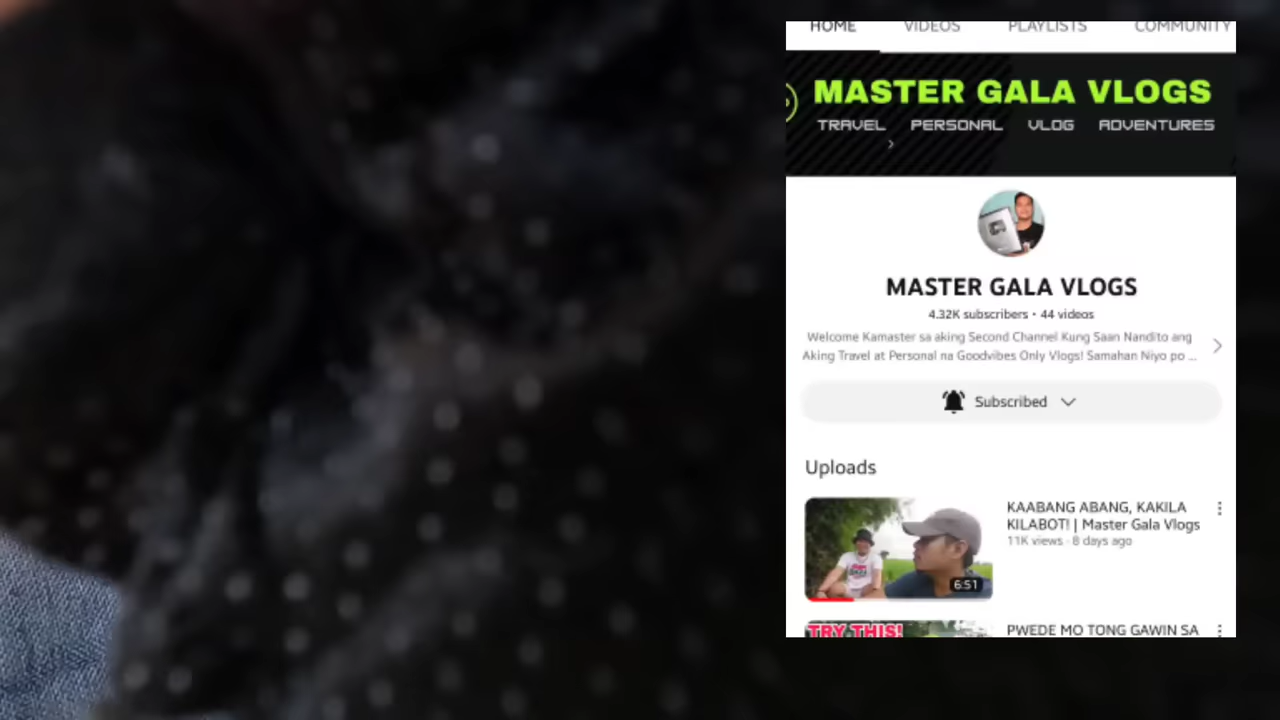 HOME VIDEOS PLAYLISTS COMMUNITY
MASTER GALA VLOGS
TRAVEL PERSONAL VLOG ADVENTURES
MASTER GALA VLOGS
4.32K subscribers • 44 videos
Welcome Kamaster sa aking Second Channel Kung Saan Nandito ang
Aking Travel at Personal na Goodvibes Only Vlogs! Samahan Niyo po ...
Subscribed
Uploads
KAABANG ABANG, KAKILA
KILABOT! | Master Gala Vlogs
11K views · 8 days ago
6:51
TRY THIS!
PWEDE MO TONG GAWIN SA